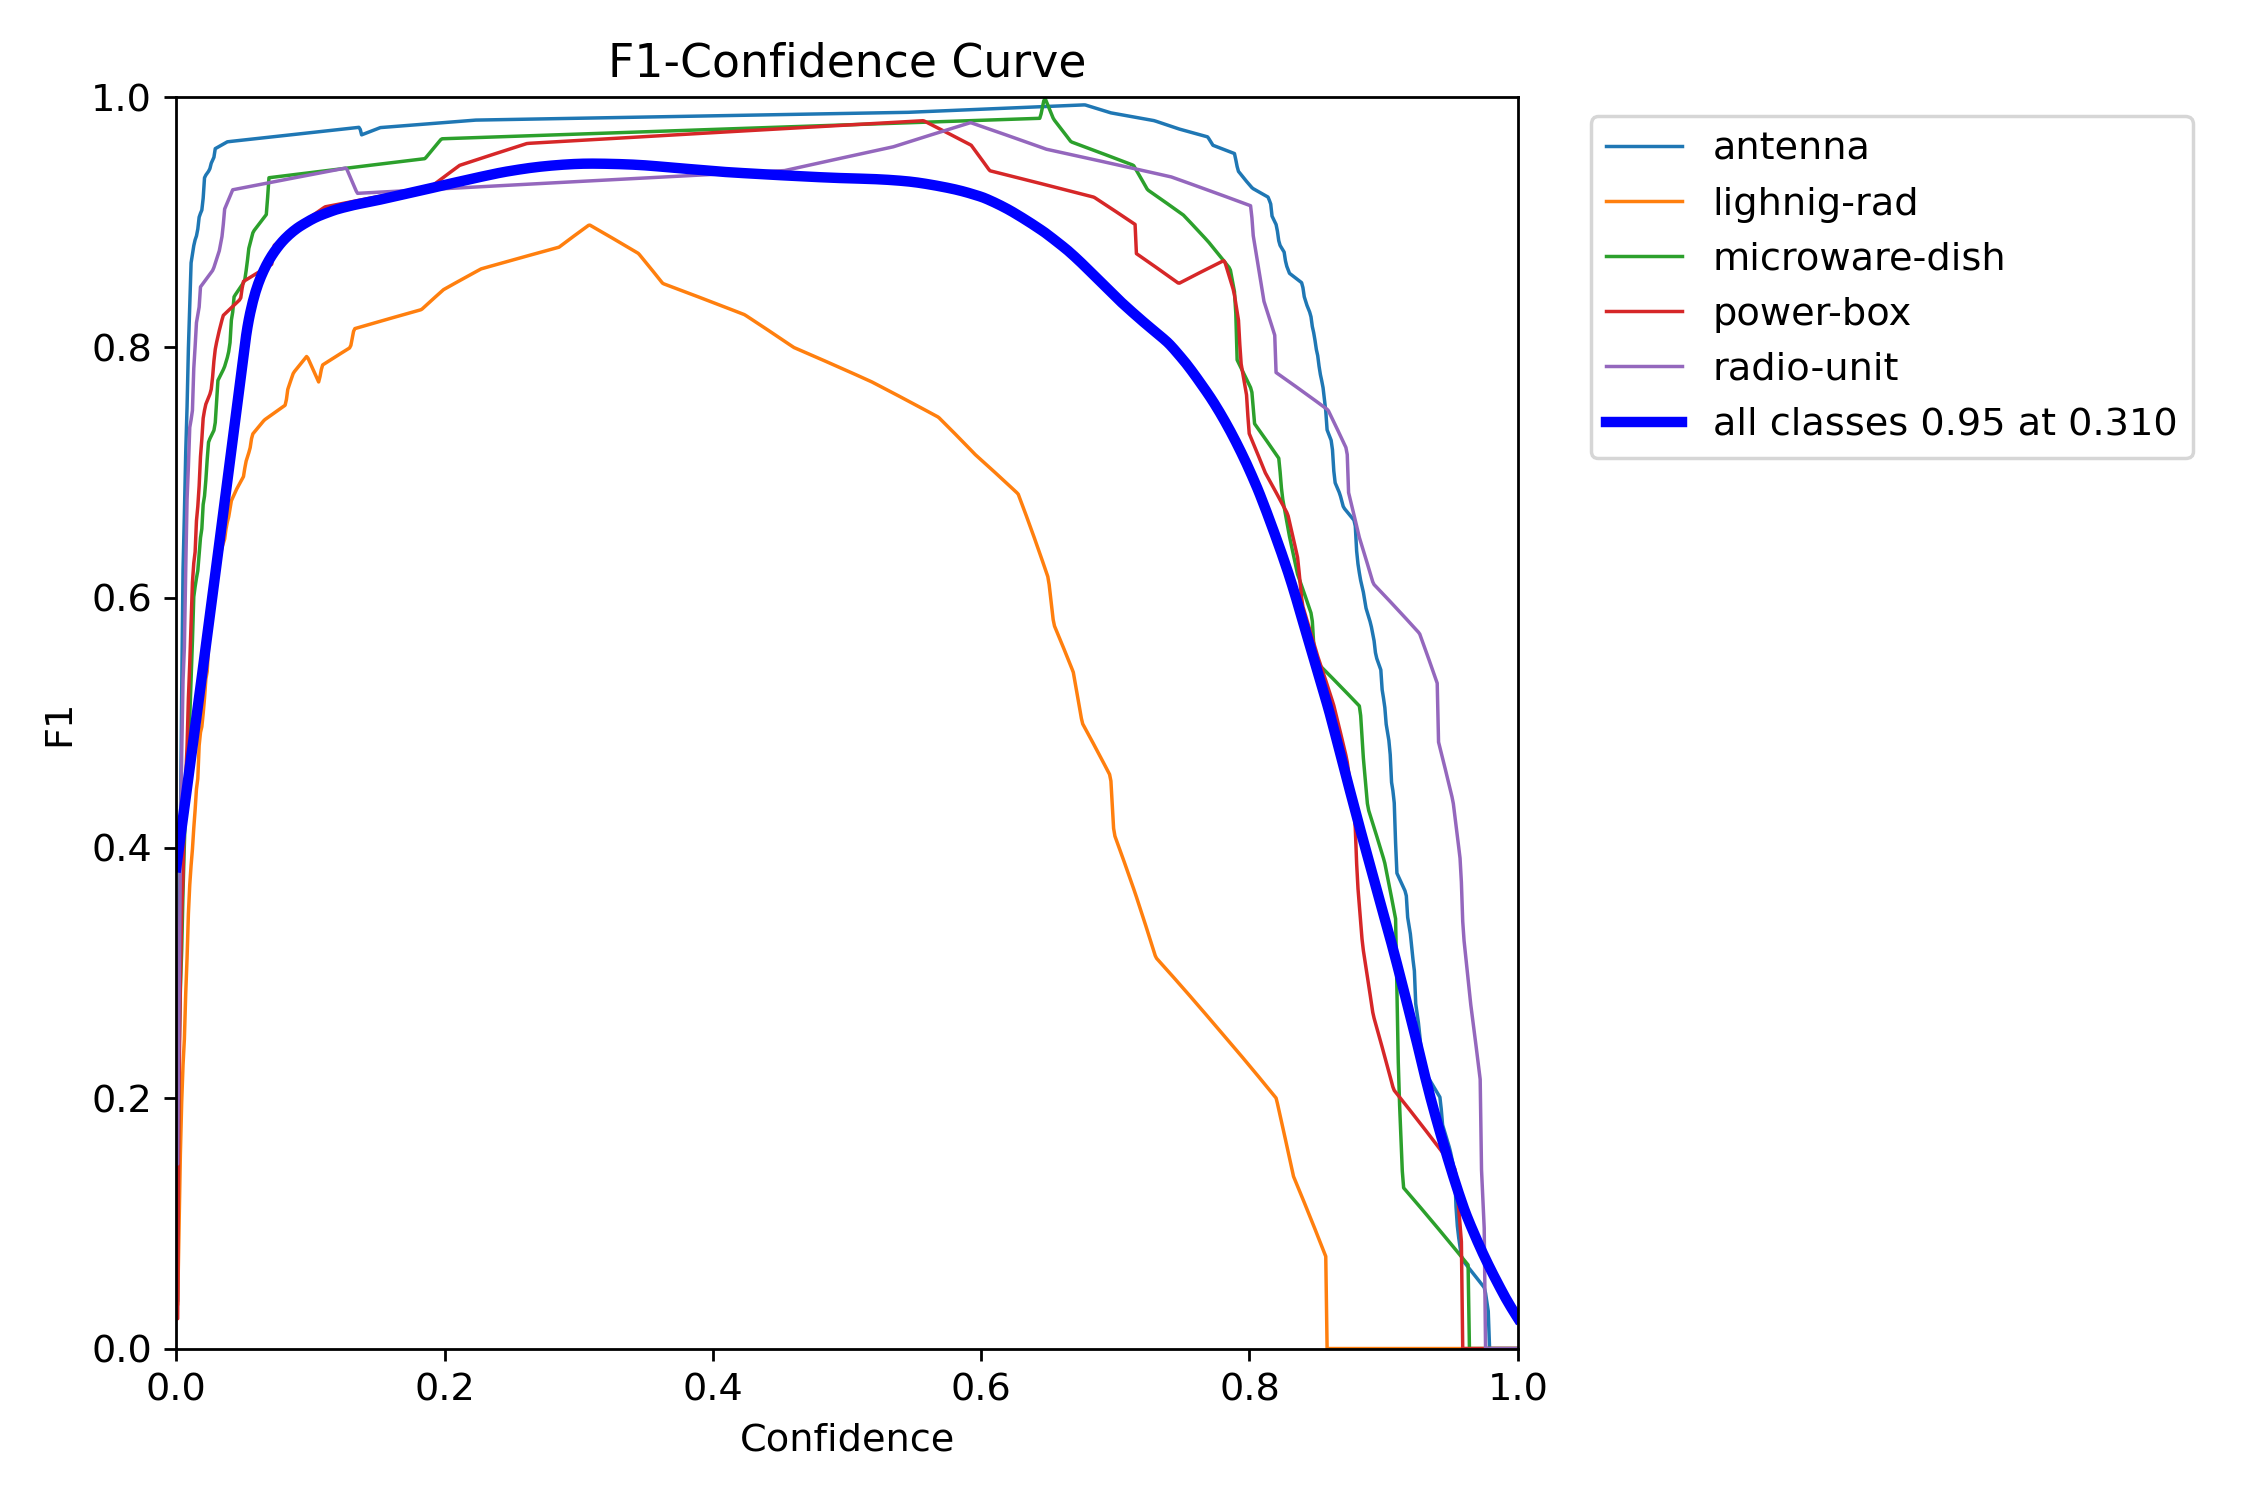 F1-Confidence Curve
1.0
0.8
0.6
0.4
0.2
0.0
F1
0.0 0.2 0.4 0.6 0.8 1.0
Confidence
antenna
lighnig-rad
microware-dish
power-box
radio-unit
all classes 0.95 at 0.310